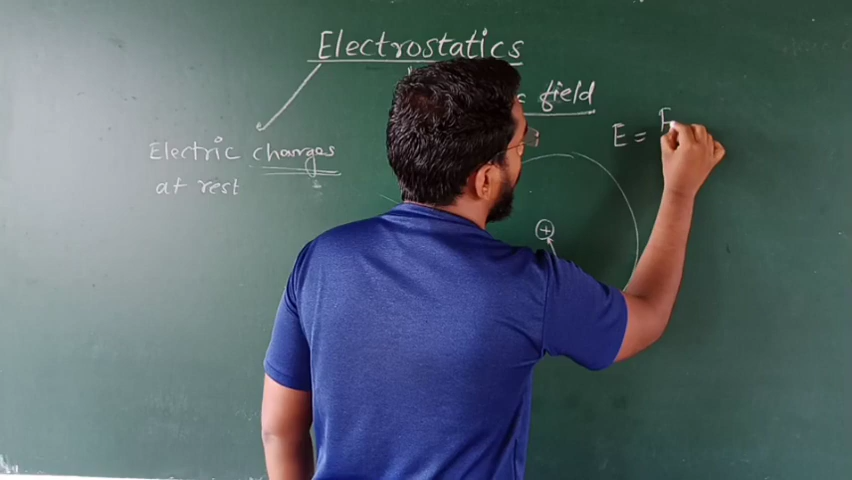 Electrostatics
field
Electric charges
at rest
E = F
+